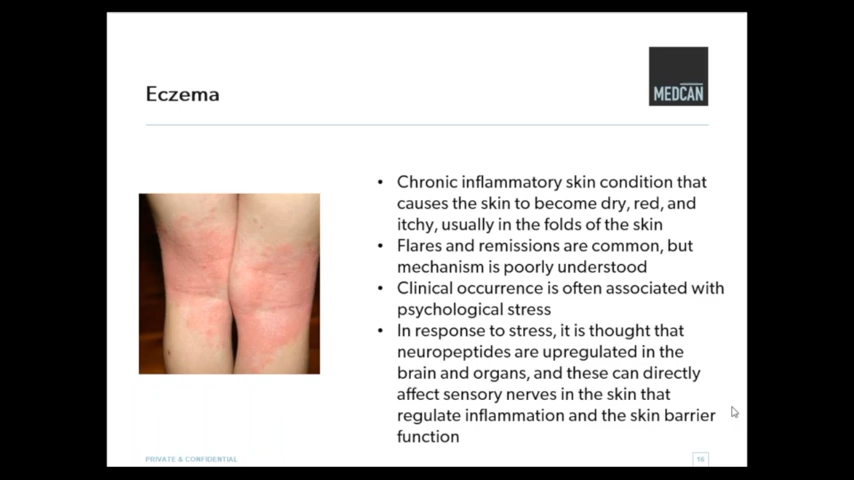 MEDCAN
Eczema
• Chronic inflammatory skin condition that
causes the skin to become dry, red, and
itchy, usually in the folds of the skin
• Flares and remissions are common, but
mechanism is poorly understood
• Clinical occurrence is often associated with
psychological stress
• In response to stress, it is thought that
neuropeptides are upregulated in the
brain and organs, and these can directly
affect sensory nerves in the skin that
regulate inflammation and the skin barrier
function
PRIVATE & CONFIDENTIAL
16